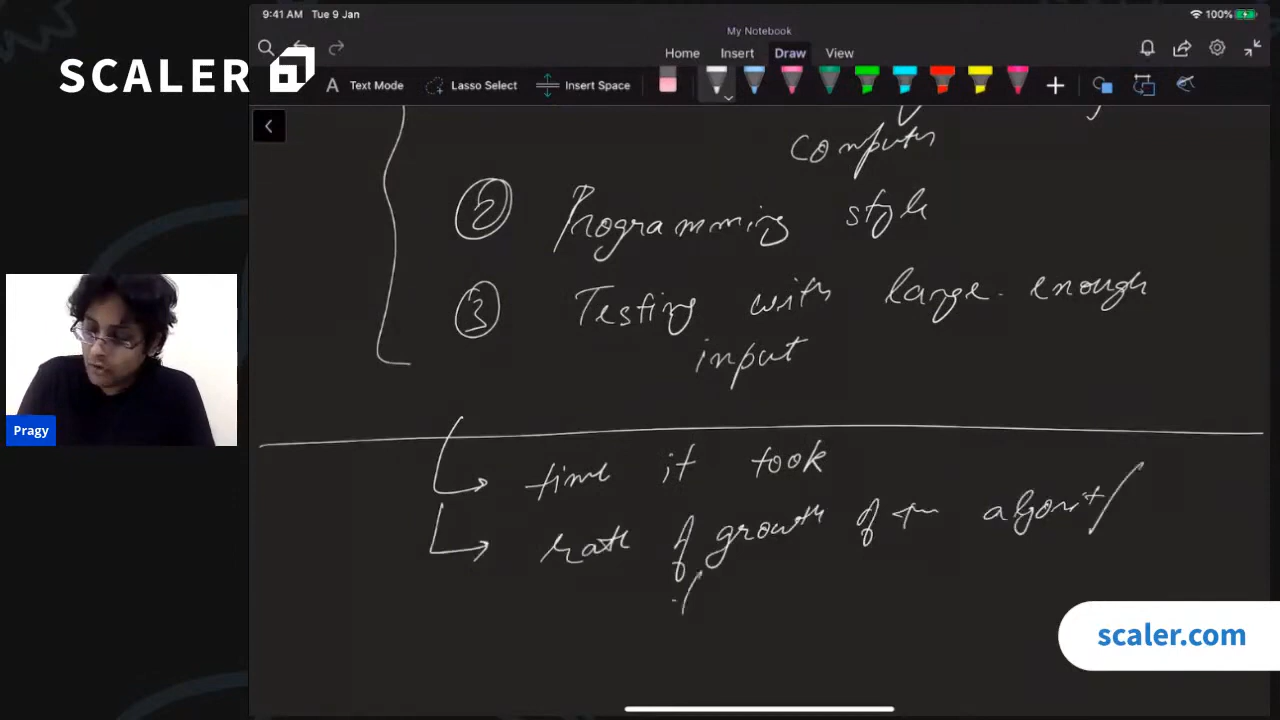 9:41 AM Tue 9 Jan
100%
My Notebook
Home Insert Draw View
SCALER
Text Mode Lasso Select Insert Space
computer
② Programming style
③ Testing with large enough
input
time it took
rate of growth of the algorith
Pragy
scaler.com